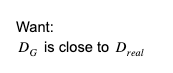 Want:
D_G is close to D_real